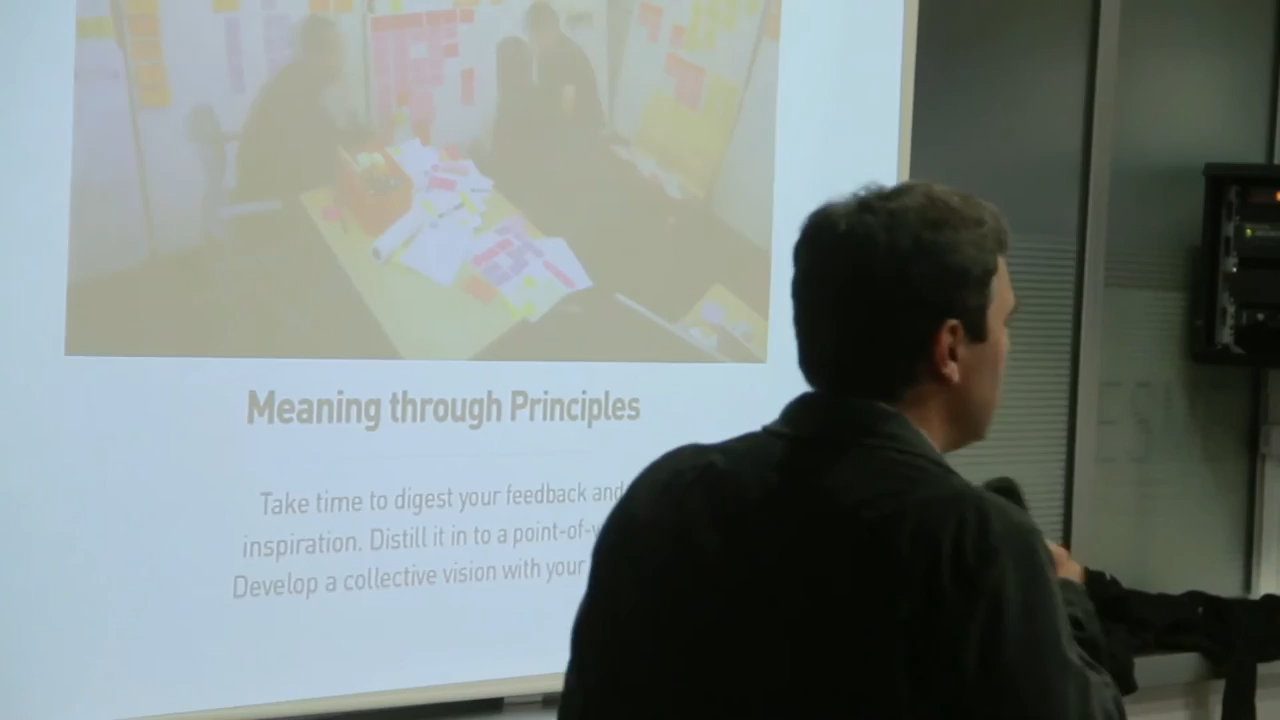 Meaning through Principles
Take time to digest your feedback and
inspiration. Distill it in to a point-of-
Develop a collective vision with your